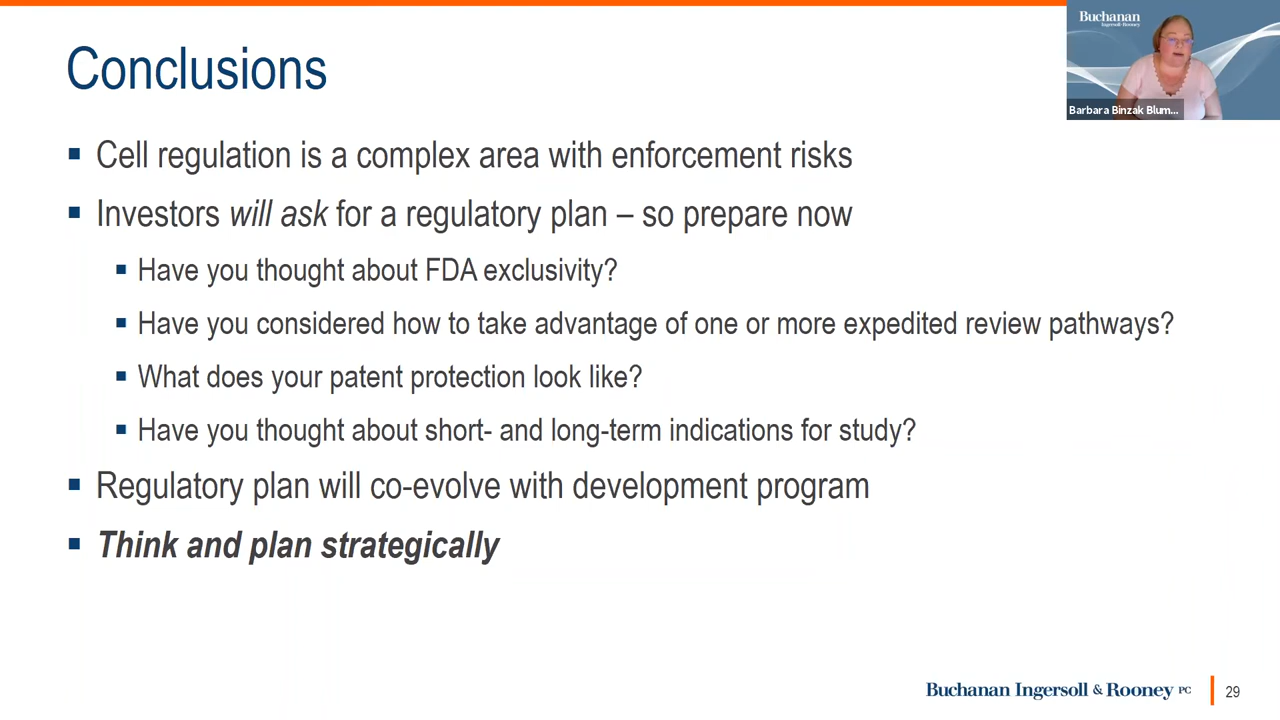 Conclusions
Buchanan
Ingersoll·Rooney
Barbara Binzak Blum...
▪ Cell regulation is a complex area with enforcement risks
▪ Investors will ask for a regulatory plan – so prepare now
▪ Have you thought about FDA exclusivity?
▪ Have you considered how to take advantage of one or more expedited review pathways?
▪ What does your patent protection look like?
▪ Have you thought about short- and long-term indications for study?
▪ Regulatory plan will co-evolve with development program
▪ Think and plan strategically
Buchanan Ingersoll & Rooney PC
29